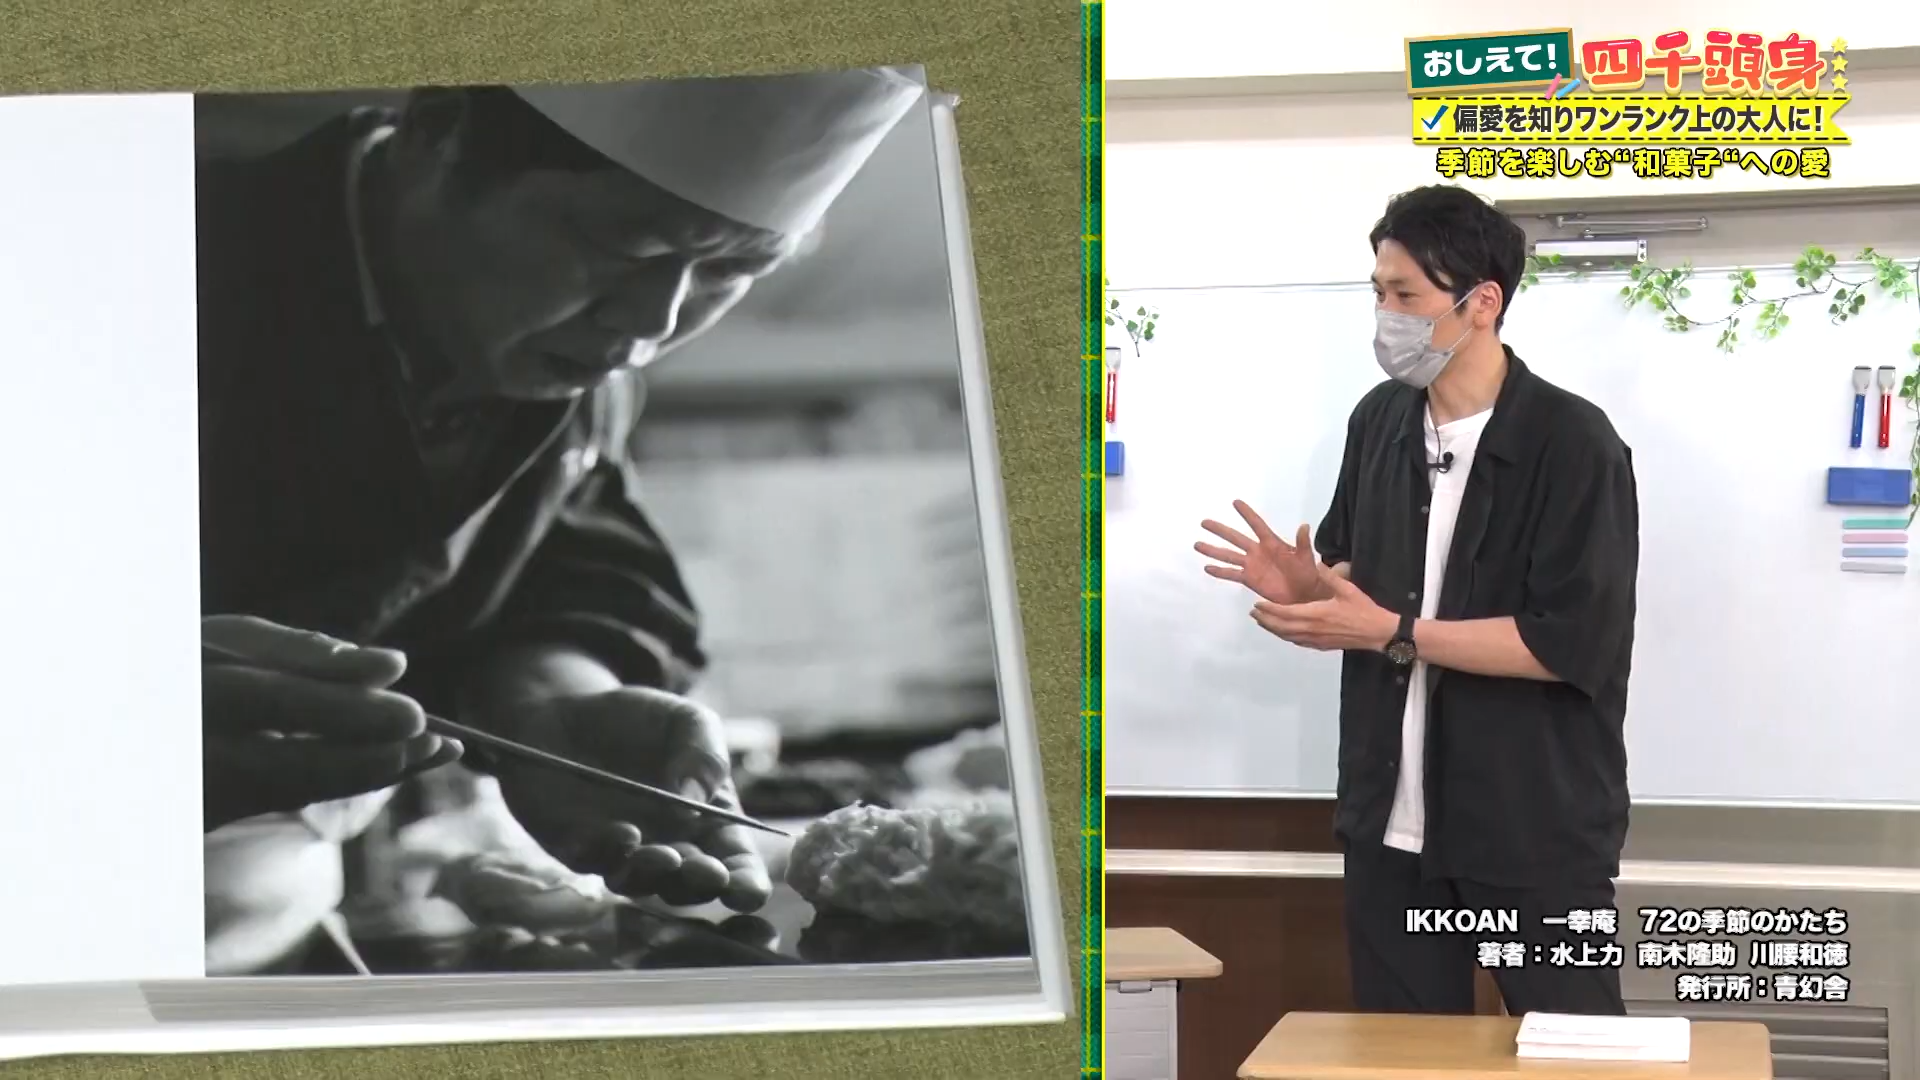 おしえて!
四千頭身
偏愛を知りワンランク上の大人に!
季節を楽しむ“和菓子“への愛
IKKOAN 一幸庵 72の季節のかたち
著者：水上力 南木隆助 川腰和徳
発行所：青幻舎